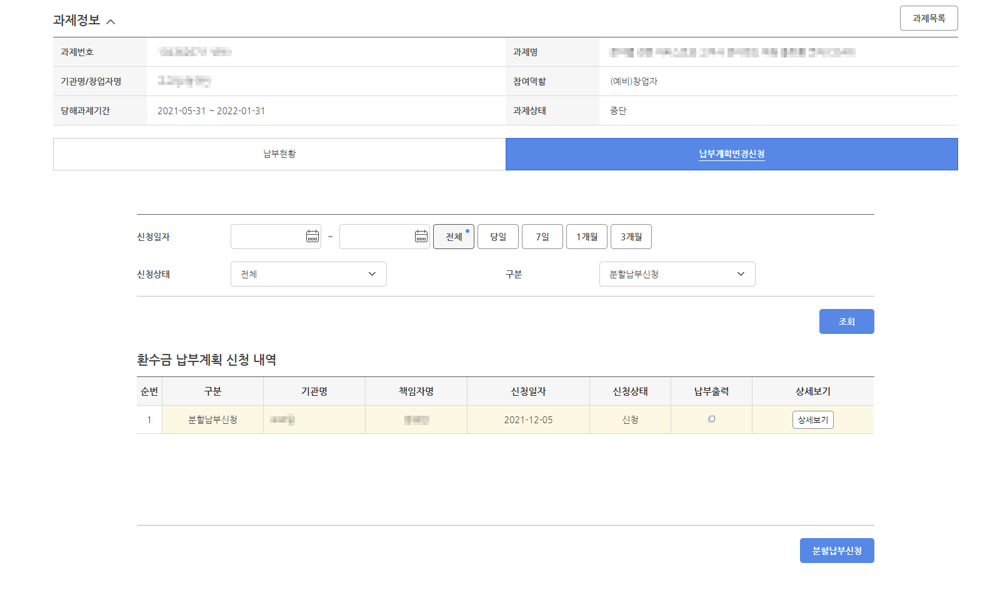 과제정보
과제목록
과제번호
과제명
기관명/창업자명
참여역할 (예비)창업자
당해과제기간 2021-05-31 ~ 2022-01-31
과제상태 중단
납부현황
납부계획변경신청
신청일자 ~ 전체 당일 7일 1개월 3개월
신청상태 전체 구분 분할납부신청
조회
환수금 납부계획 신청 내역
순번 구분 기관명 책임자명 신청일자 신청상태 납부출력 상세보기
1 분할납부신청 2021-12-05 신청 상세보기
분할납부신청